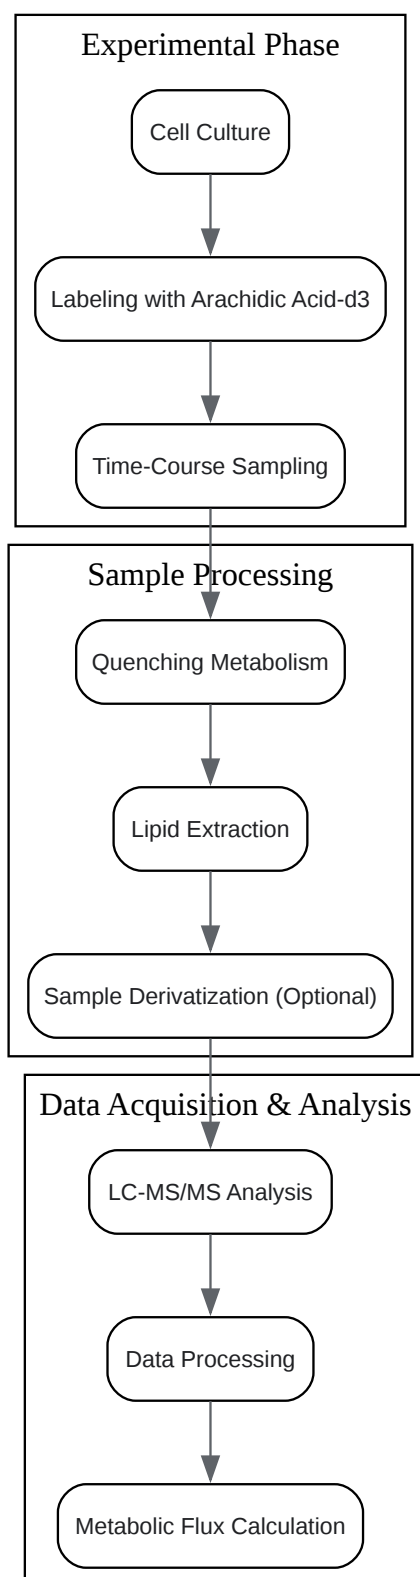 Experimental Phase
Cell Culture
Labeling with Arachidic Acid-d3
Time-Course Sampling
Sample Processing
Quenching Metabolism
Lipid Extraction
Sample Derivatization (Optional)
Data Acquisition & Analysis
LC-MS/MS Analysis
Data Processing
Metabolic Flux Calculation